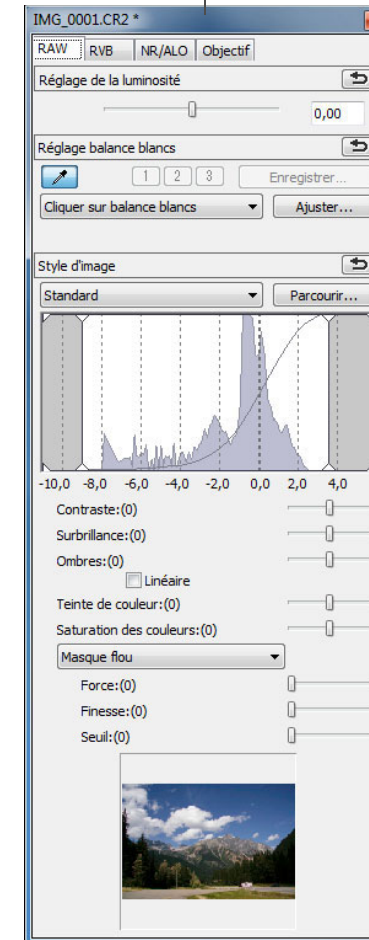 IMG_0001.CR2 *
RAW RVB NR/ALO Objectif
Réglage de la luminosité
0,00
Réglage balance blancs
1 2 3 Enregistrer...
Cliquer sur balance blancs Ajuster...
Style d'image
Standard Parcourir...
-10,0 -8,0 -6,0 -4,0 -2,0 0,0 2,0 4,0
Contraste:(0)
Surbrillance:(0)
Ombres:(0)
Linéaire
Teinte de couleur:(0)
Saturation des couleurs:(0)
Masque flou
Force:(0)
Finesse:(0)
Seuil:(0)